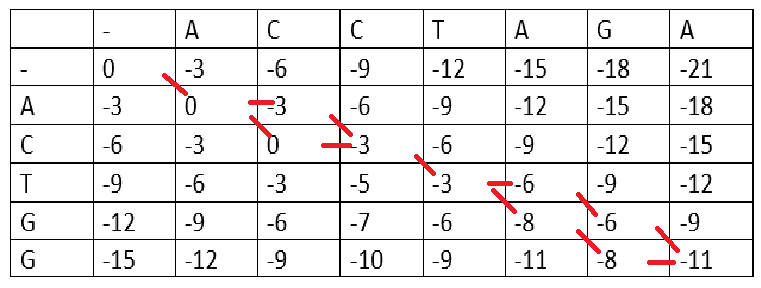 - A C C T A G A
- 0 -3 -6 -9 -12 -15 -18 -21
A -3 0 -3 -6 -9 -12 -15 -18
C -6 -3 0 -3 -6 -9 -12 -15
T -9 -6 -3 -5 -3 -6 -9 -12
G -12 -9 -6 -7 -6 -8 -6 -9
G -15 -12 -9 -10 -9 -11 -8 -11